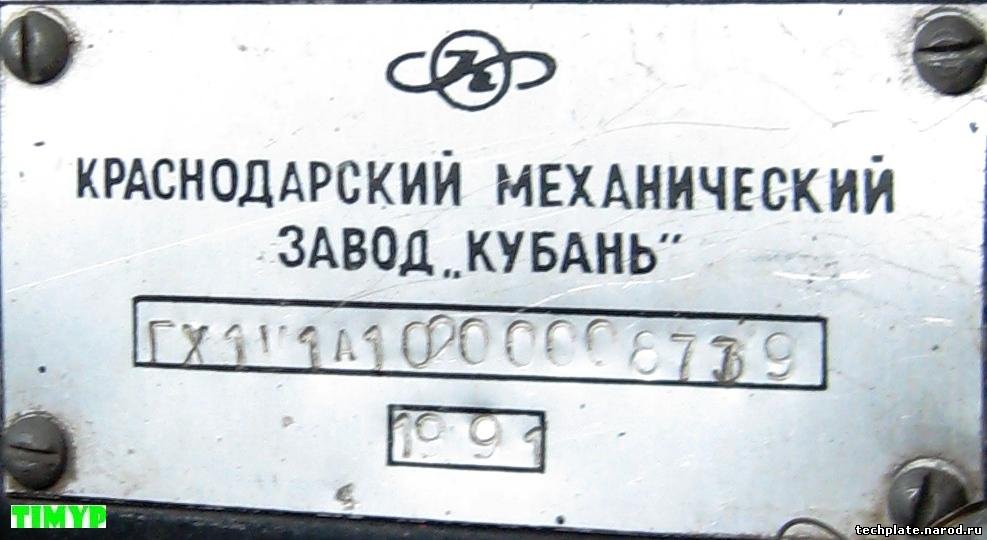 К
КРАСНОДАРСКИЙ МЕХАНИЧЕСКИЙ
ЗАВОД „КУБАНЬ"
1991
TIMYP
techplate.narod.ru